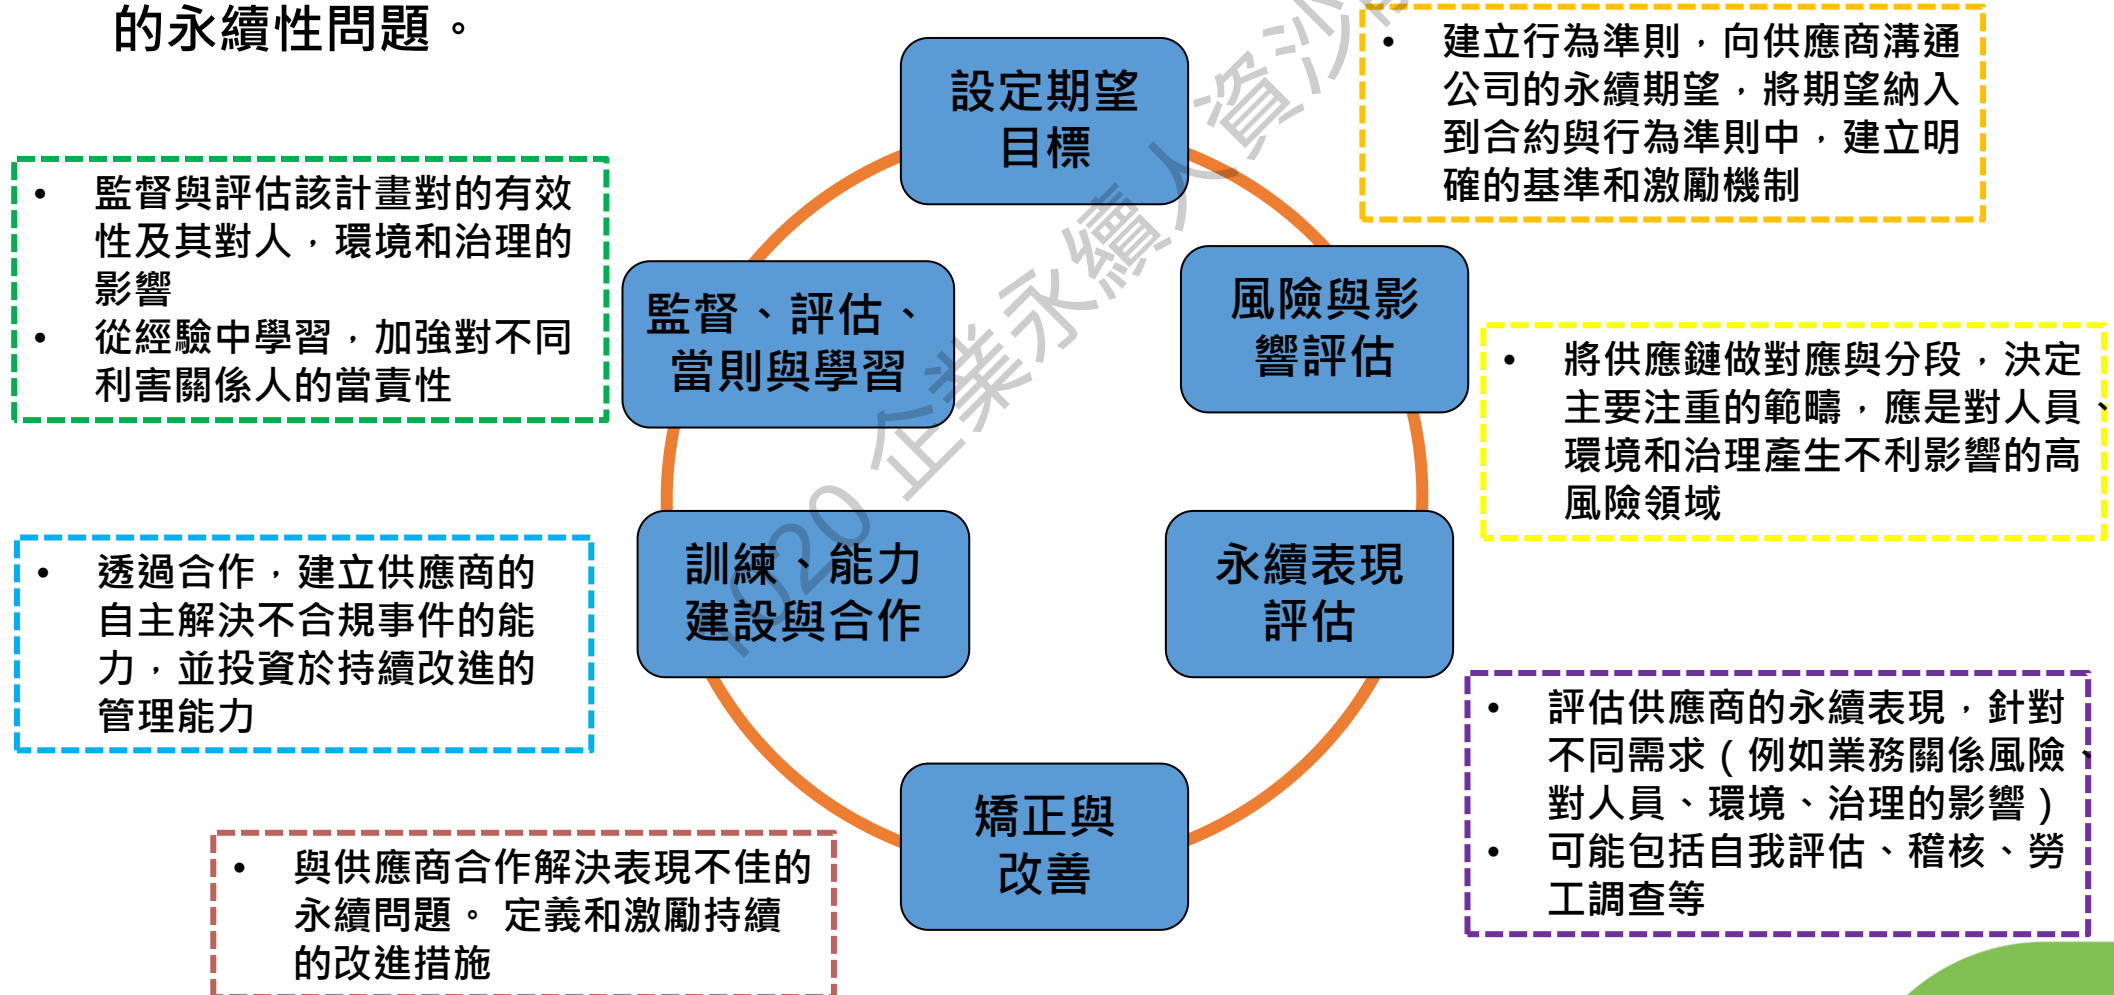 的永續性問題。
設定期望
目標
• 建立行為準則，向供應商溝通
公司的永續期望，將期望納入
到合約與行為準則中，建立明
確的基準和激勵機制
風險與影
響評估
• 將供應鏈做對應與分段，決定
主要注重的範疇，應是對人員、
環境和治理產生不利影響的高
風險領域
永續表現
評估
• 評估供應商的永續表現，針對
不同需求（例如業務關係風險、
對人員、環境、治理的影響）
• 可能包括自我評估、稽核、勞
工調查等
矯正與
改善
• 與供應商合作解決表現不佳的
永續問題。 定義和激勵持續
的改進措施
訓練、能力
建設與合作
• 透過合作，建立供應商的
自主解決不合規事件的能
力，並投資於持續改進的
管理能力
監督、評估、
當則與學習
• 監督與評估該計畫對的有效
性及其對人，環境和治理的
影響
• 從經驗中學習，加強對不同
利害關係人的當責性
企業永續人資沙